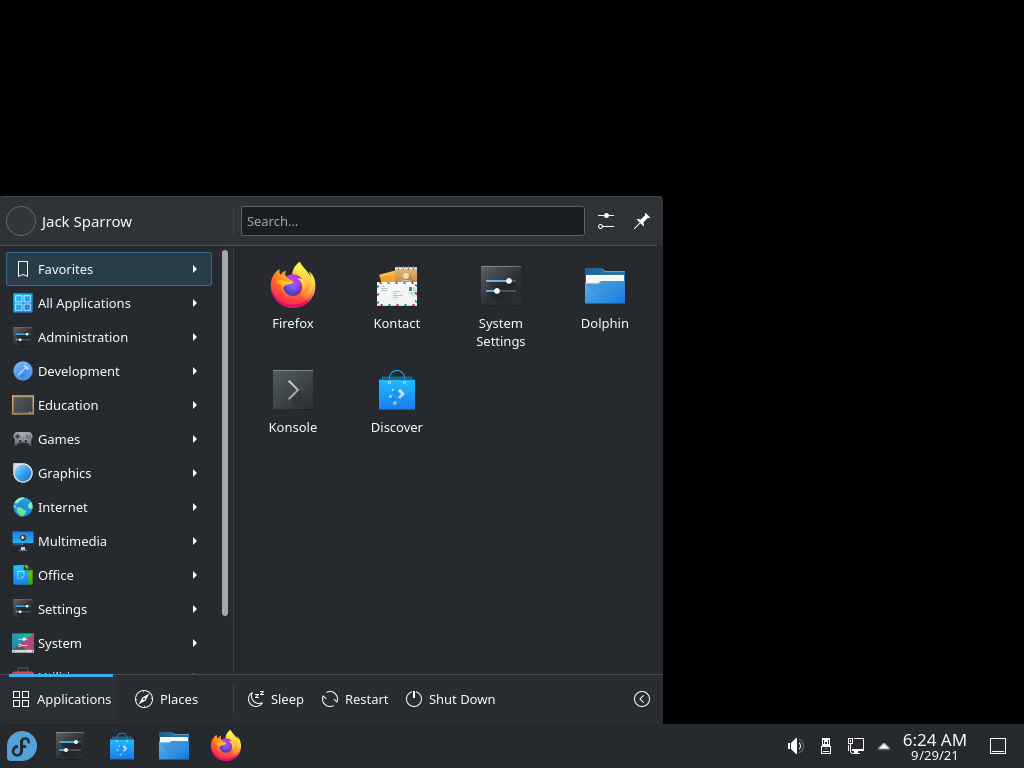 Jack Sparrow
Search...
Favorites
All Applications
Administration
Development
Education
Games
Graphics
Internet
Multimedia
Office
Settings
System
Firefox
Kontact
System
Settings
Dolphin
Konsole
Discover
Applications
Places
Sleep
Restart
Shut Down
6:24 AM
9/29/21